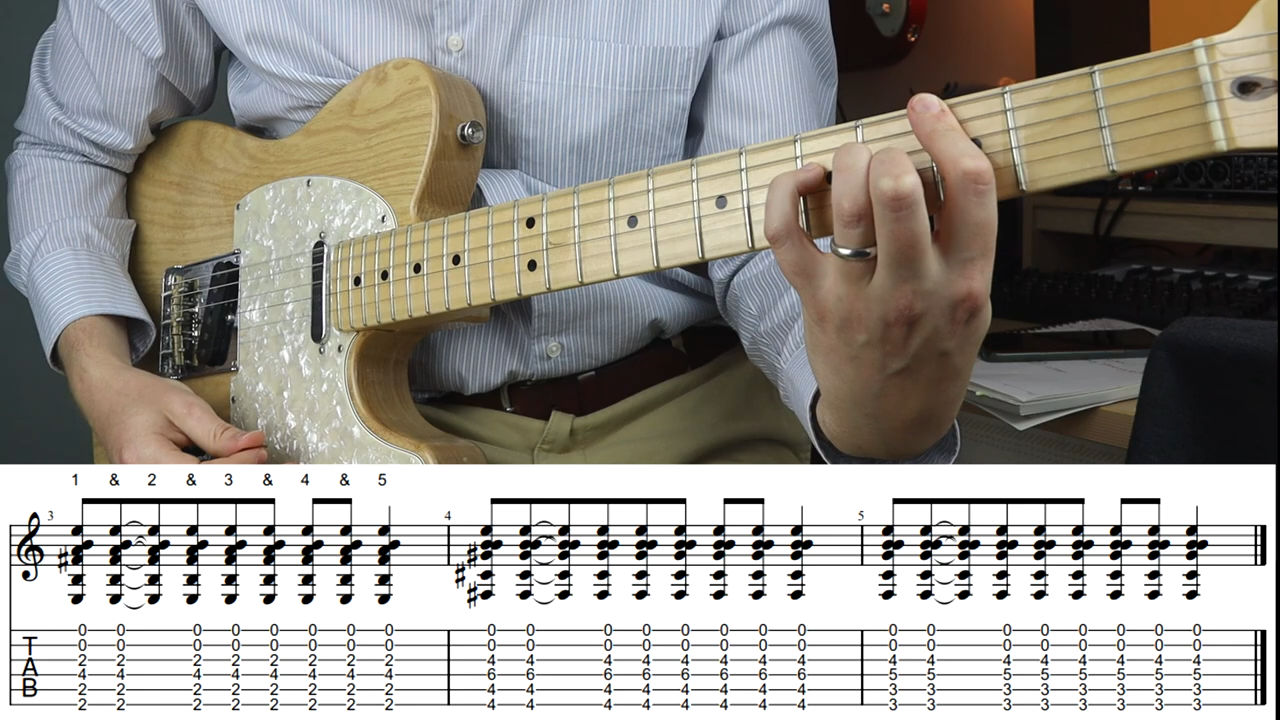 1 & 2 & 3 & 4 & 5
3 4 5
0 0 0 0 0 0 0 0 0 0 0 0 0 0 0 0 0 0 0 0 0 0 0 0
T 0 0 0 0 0 0 0 0 0 0 0 0 0 0 0 0 0 0 0 0 0 0 0 0
A 2 2 2 2 2 2 2 2 4 4 4 4 4 4 4 4 4 4 4 4 4 4 4 4
4 4 4 4 4 4 4 4 6 6 6 6 6 6 6 6 5 5 5 5 5 5 5 5
B 2 2 2 2 2 2 2 2 4 4 4 4 4 4 4 4 3 3 3 3 3 3 3 3
2 2 2 2 2 2 2 2 4 4 4 4 4 4 4 4 3 3 3 3 3 3 3 3